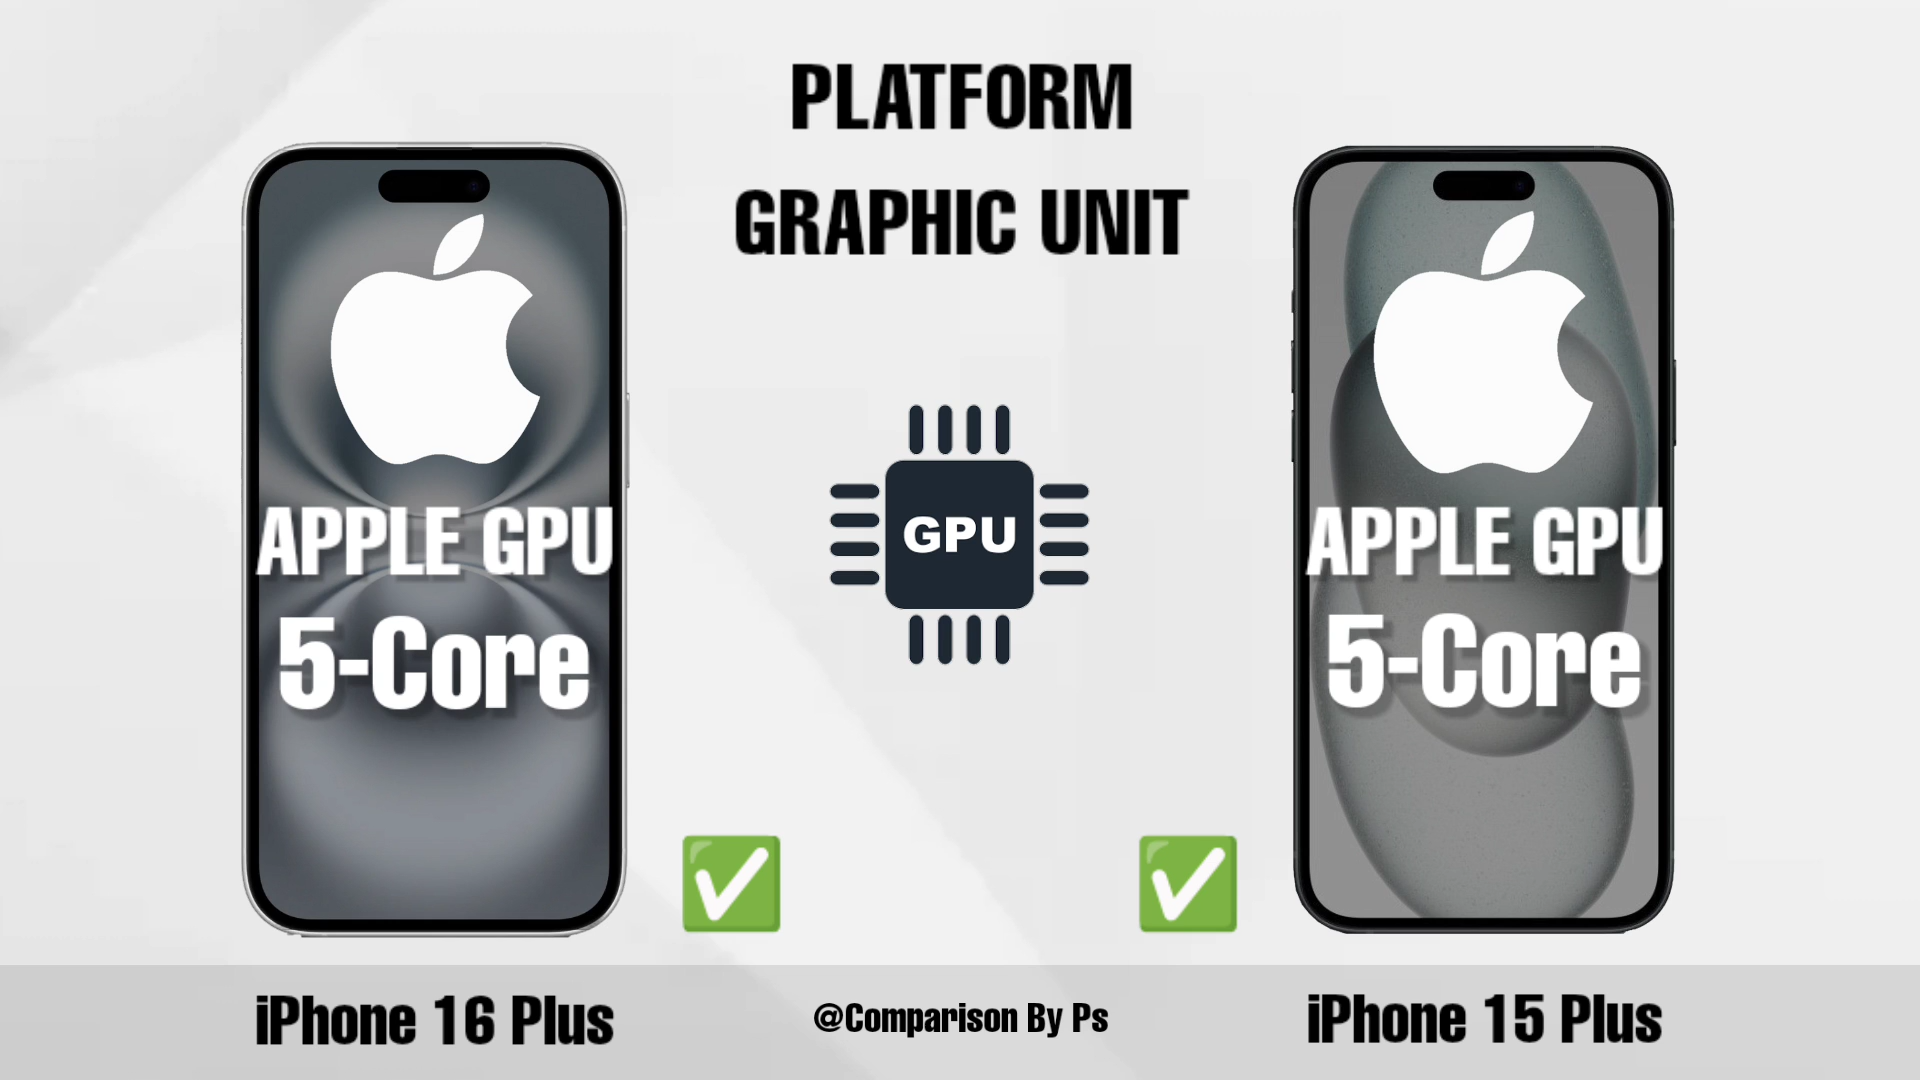 PLATFORM
GRAPHIC UNIT
APPLE GPU
5-Core
GPU
APPLE GPU
5-Core
iPhone 16 Plus
@Comparison By Ps
iPhone 15 Plus